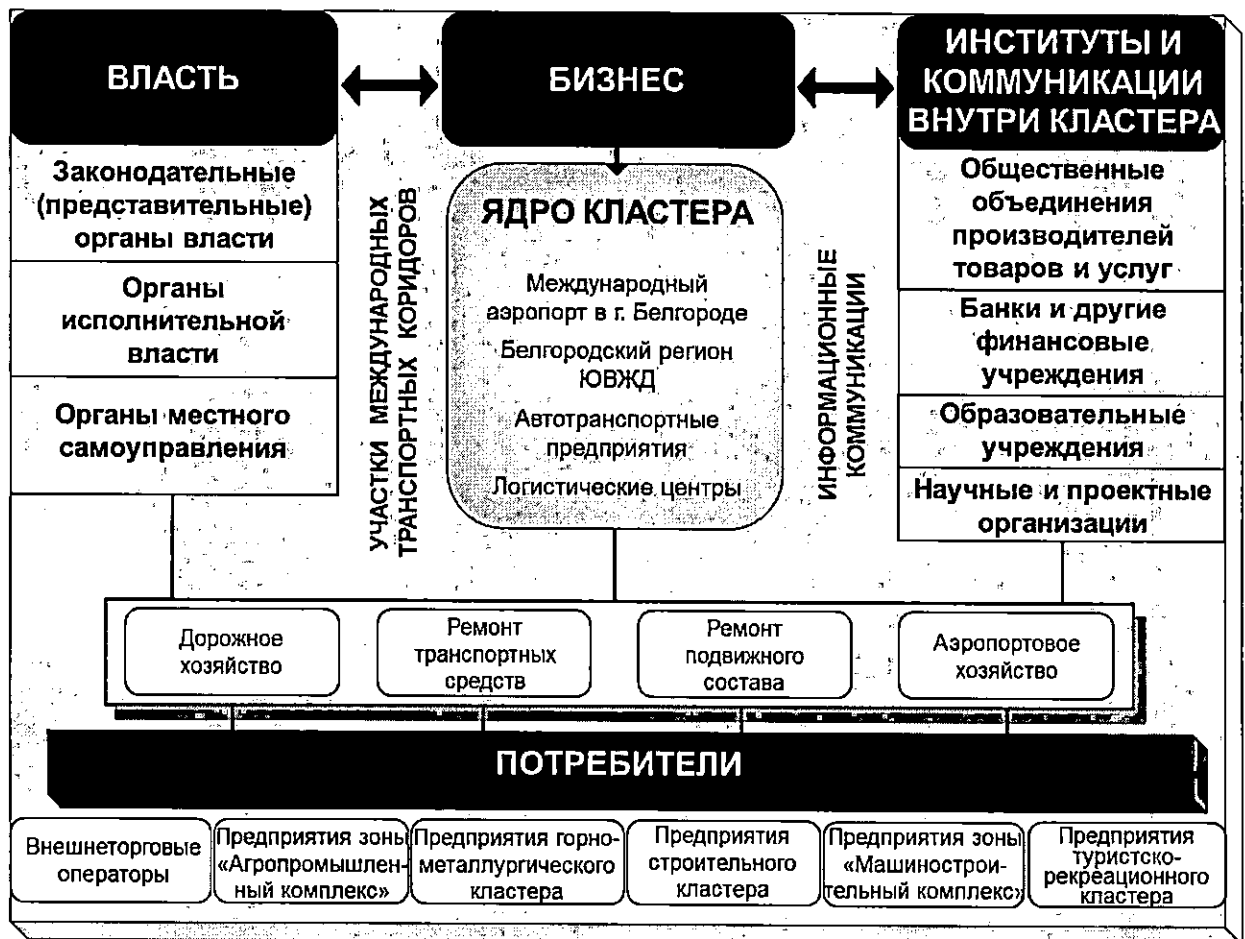 ВЛАСТЬ
Законодательные
(представительные)
органы власти
Органы
исполнительной
власти
Органы местного
самоуправления
УЧАСТКИ МЕЖДУНАРОДНЫХ
ТРАНСПОРТНЫХ КОРИДОРОВ
БИЗНЕС
ЯДРО КЛАСТЕРА
Международный
аэропорт в г. Белгороде
Белгородский регион
ЮВЖД
Автотранспортные
предприятия
Логистические центры
ИНФОРМАЦИОННЫЕ
КОММУНИКАЦИИ
ИНСТИТУТЫ И
КОММУНИКАЦИИ
ВНУТРИ КЛАСТЕРА
Общественные
объединения
производителей
товаров и услуг
Банки и другие
финансовые
учреждения
Образовательные
учреждения
Научные и проектные
организации
Дорожное
хозяйство
Ремонт
транспортных
средств
Ремонт
подвижного
состава
Аэропортовое
хозяйство
ПОТРЕБИТЕЛИ
Внешнеторговые
операторы
Предприятия зоны
«Агропромышлен-
ный комплекс»
Предприятия горно-
металлургического
кластера
Предприятия
строительного
кластера
Предприятия зоны
«Машинострои-
тельный комплекс»
Предприятия
туристско-
рекреационного
кластера